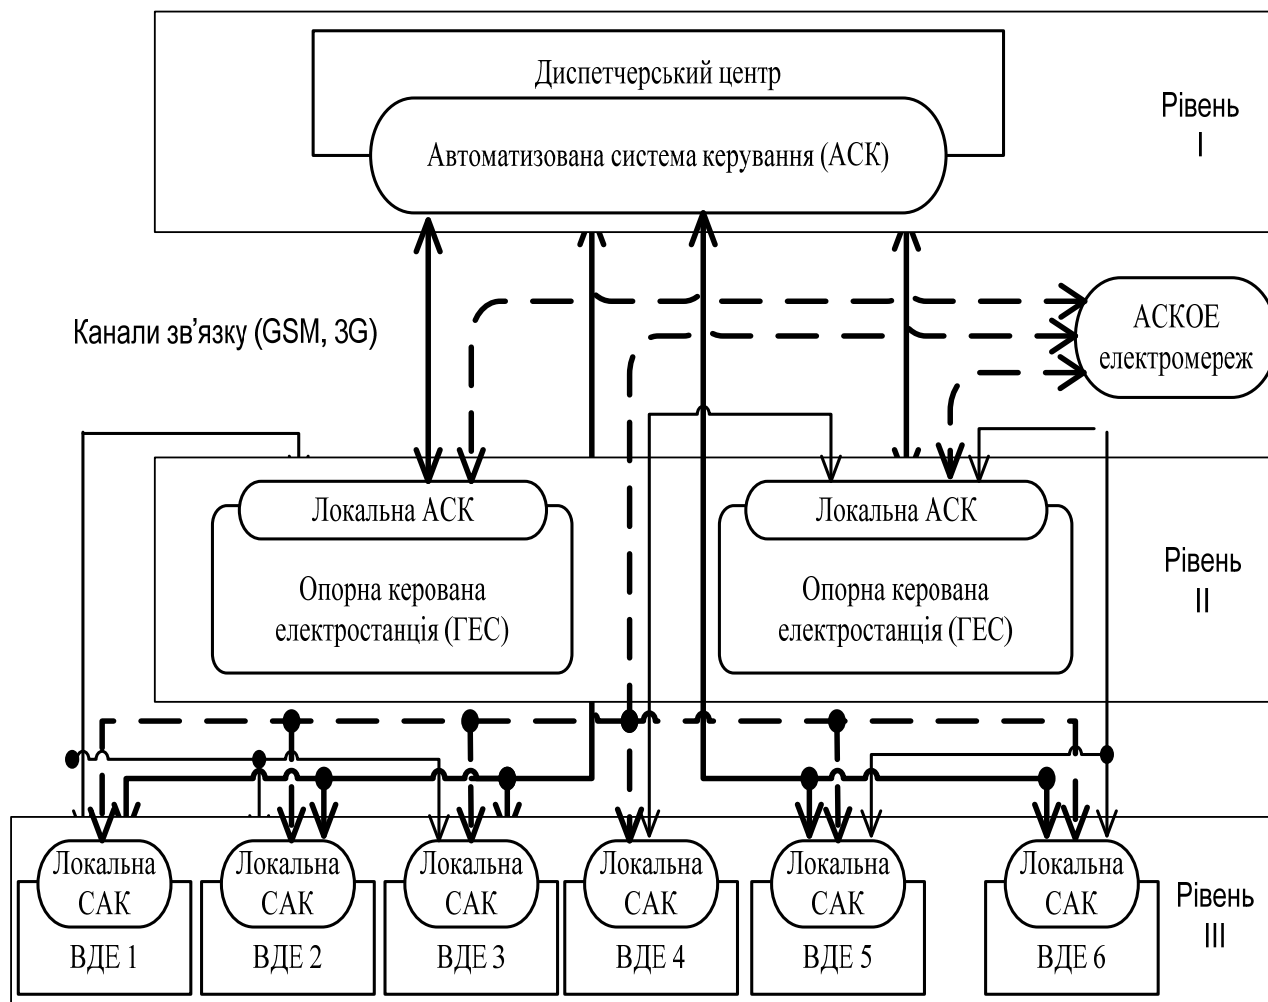 Диспетчерський центр
Автоматизована система керування (АСК)
Рівень
I
Канали зв’язку (GSM, 3G)
АСКОЕ
електромереж
Локальна АСК
Опорна керована
електростанція (ГЕС)
Локальна АСК
Опорна керована
електростанція (ГЕС)
Рівень
II
Локальна
САК
ВДЕ 1
Локальна
САК
ВДЕ 2
Локальна
САК
ВДЕ 3
Локальна
САК
ВДЕ 4
Локальна
САК
ВДЕ 5
Локальна
САК
ВДЕ 6
Рівень
III